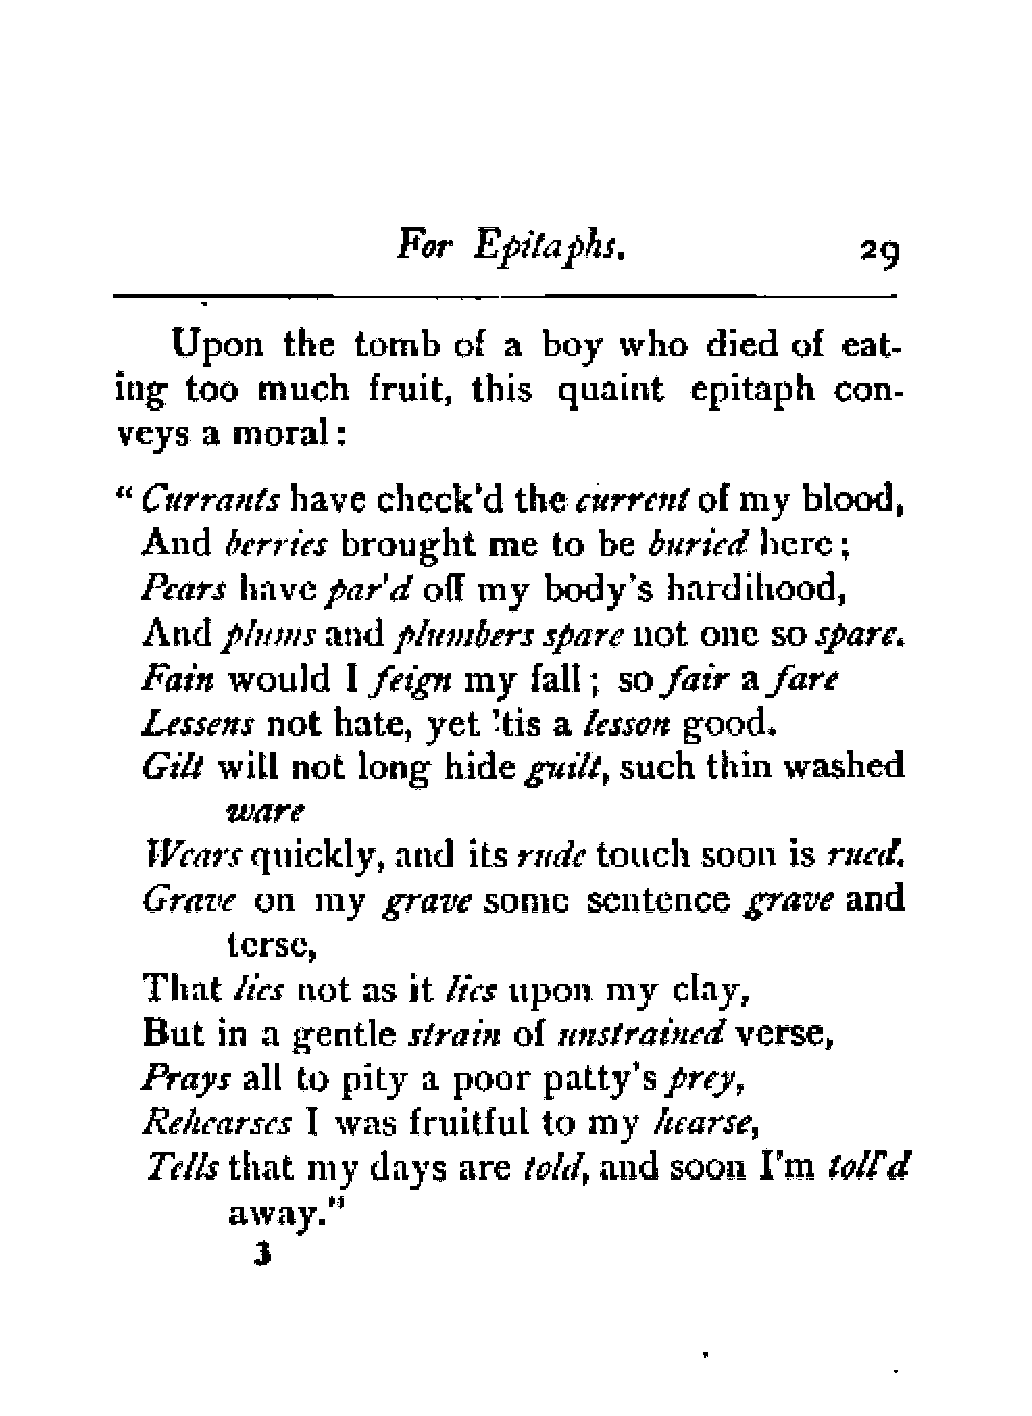 For Epitaphs. 29
Upon the tomb of a boy who died of eat-
ing too much fruit, this quaint epitaph con-
veys a moral:
“Currants have check'd the current of my blood,
And berries brought me to be buried here;
Pears have par'd off my body's hardihood,
And plums and plumbers spare not one so spare.
Fain would I feign my fall; so fair a fare
Lessens not hate, yet 'tis a lesson good.
Gilt will not long hide guilt, such thin washed
ware
Wears quickly, and its rude touch soon is rued.
Grave on my grave some sentence grave and
terse,
That lies not as it lies upon my clay,
But in a gentle strain of unstrained verse,
Prays all to pity a poor patty's prey,
Rehearses I was fruitful to my hearse,
Tells that my days are told, and soon I'm toll'd
away."
3